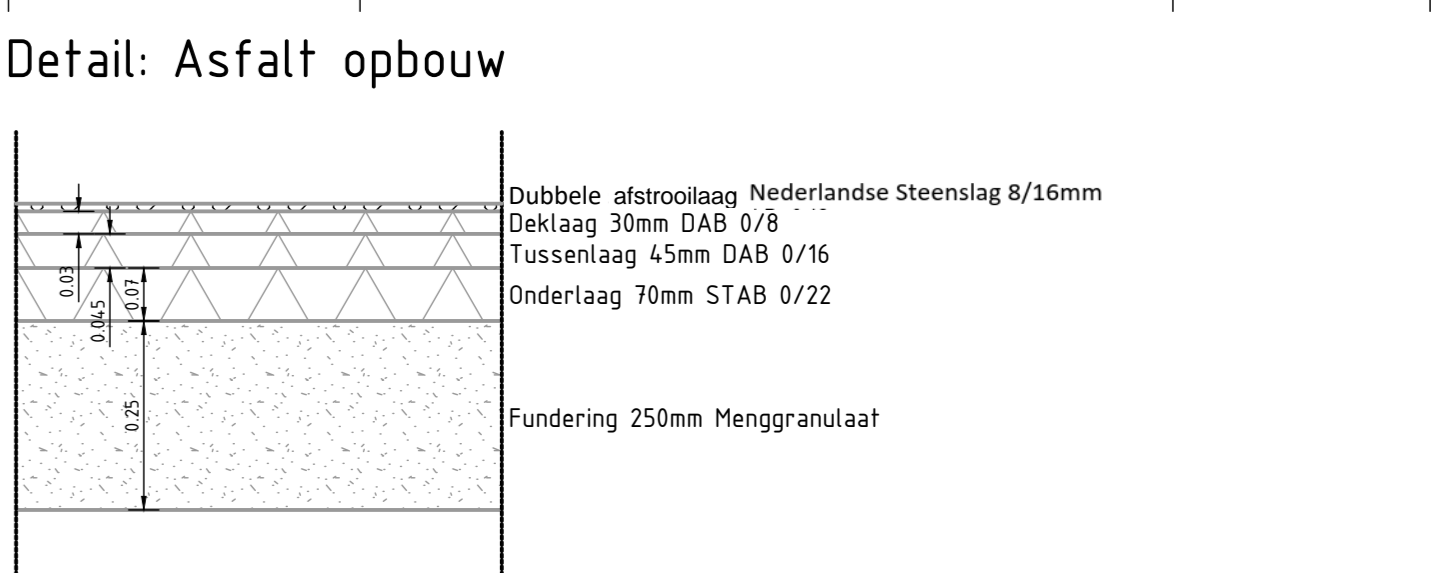 Detail: Asfalt opbouw
Dubbele afstrooilaag Nederlandse Steenslag 8/16mm
Deklaag 30mm DAB 0/8
Tussenlaag 45mm DAB 0/16
Onderlaag 70mm STAB 0/22
0.03
0.045
0.07
0.25
Fundering 250mm Menggranulaat